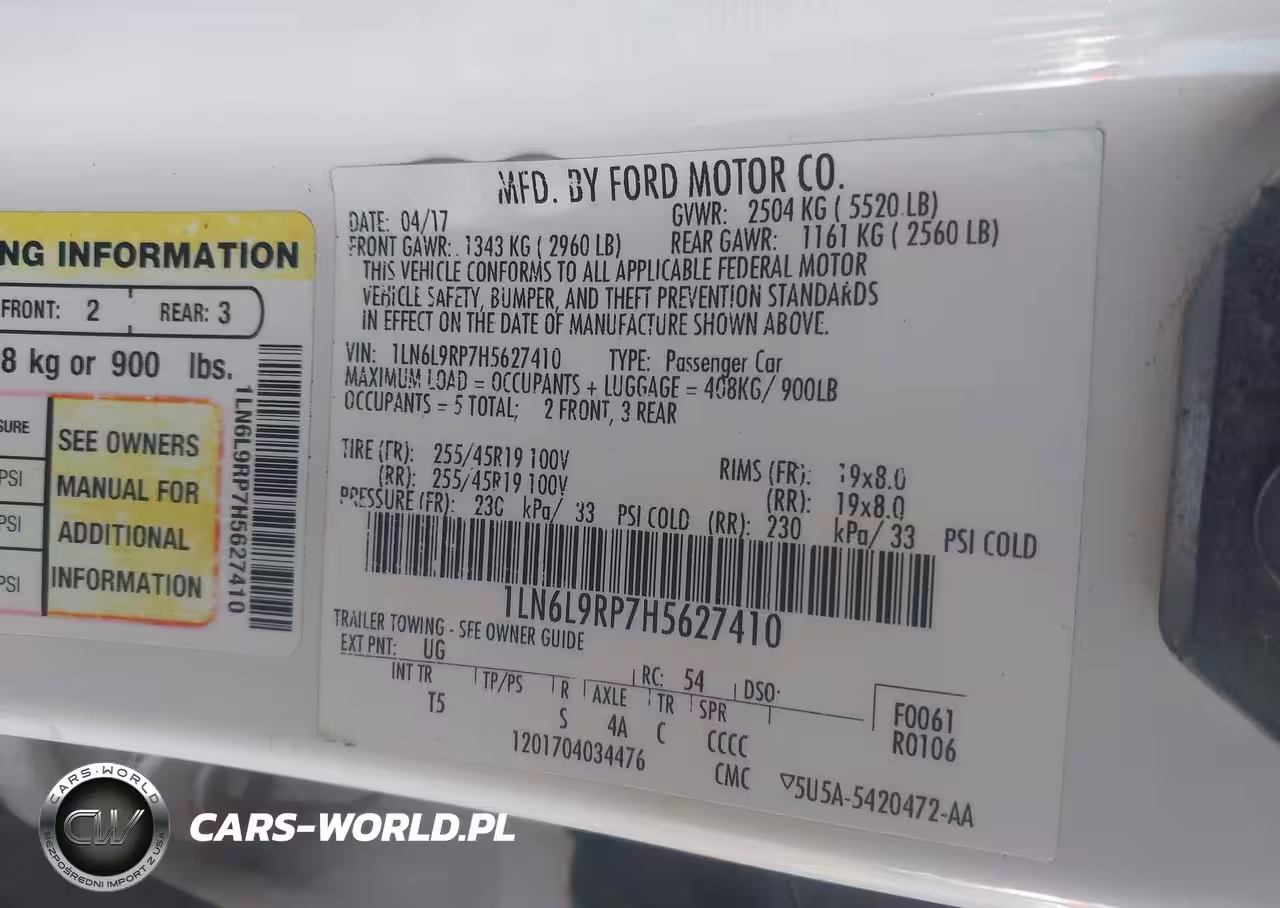 NG INFORMATION
FRONT: 2 REAR: 3
8 kg or 900 lbs.
SURE
PSI
PSI
PSI
SEE OWNERS
MANUAL FOR
ADDITIONAL
INFORMATION
1LN6L9RP7H5627410
MFD. BY FORD MOTOR CO.
DATE: 04/17 GVWR: 2504 KG ( 5520 LB)
FRONT GAWR: 1343 KG ( 2960 LB) REAR GAWR: 1161 KG ( 2560 LB)
THIS VEHICLE CONFORMS TO ALL APPLICABLE FEDERAL MOTOR
VEHICLE SAFETY, BUMPER, AND THEFT PREVENTION STANDARDS
IN EFFECT ON THE DATE OF MANUFACTURE SHOWN ABOVE.
VIN: 1LN6L9RP7H5627410 TYPE: Passenger Car
MAXIMUM LOAD = OCCUPANTS + LUGGAGE = 408KG/ 900LB
OCCUPANTS = 5 TOTAL; 2 FRONT, 3 REAR
TIRE (FR): 255/45R19 100V RIMS (FR): 19x8.0
(RR): 255/45R19 100V (RR): 19x8.0
PRESSURE (FR): 230 kPa/ 33 PSI COLD (RR): 230 kPa/ 33 PSI COLD
1LN6L9RP7H5627410
TRAILER TOWING - SEE OWNER GUIDE
EXT PNT: UG RC: 54 DSO:
INT TR TP/PS R AXLE TR SPR
T5 S 4A C CCCC
F0061
R0106
1201704034476 CMC
▽5U5A-5420472-AA
CARS-WORLD
CW
BEZPOŚREDNI IMPORT Z USA
CARS-WORLD.PL